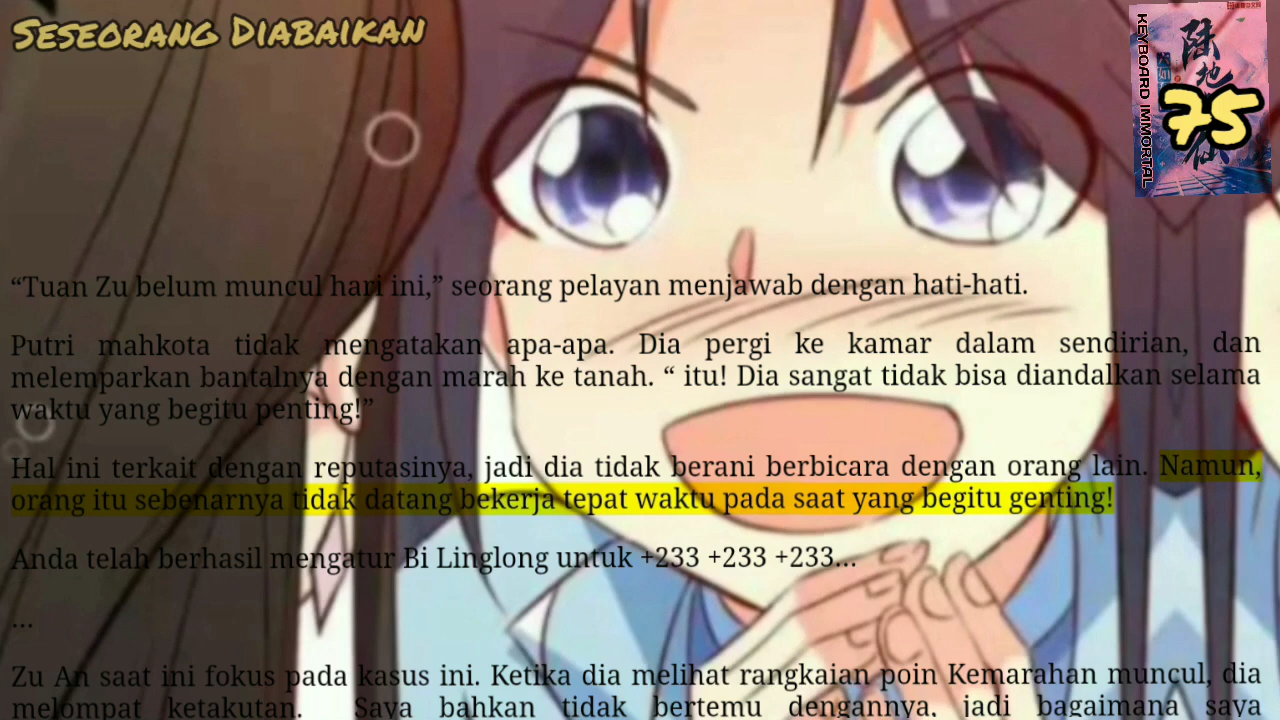 Seseorang Diabaikan
KEYBOARD IMMORTAL
陆地
仙
75
“Tuan Zu belum muncul hari ini,” seorang pelayan menjawab dengan hati-hati.
Putri mahkota tidak mengatakan apa-apa. Dia pergi ke kamar dalam sendirian, dan
melemparkan bantalnya dengan marah ke tanah. “ itu! Dia sangat tidak bisa diandalkan selama
waktu yang begitu penting!”
Hal ini terkait dengan reputasinya, jadi dia tidak berani berbicara dengan orang lain. Namun,
orang itu sebenarnya tidak datang bekerja tepat waktu pada saat yang begitu genting!
Anda telah berhasil mengatur Bi Linglong untuk +233 +233 +233…
…
Zu An saat ini fokus pada kasus ini. Ketika dia melihat rangkaian poin Kemarahan muncul, dia
melompat ketakutan. Saya bahkan tidak bertemu dengannya, jadi bagaimana saya